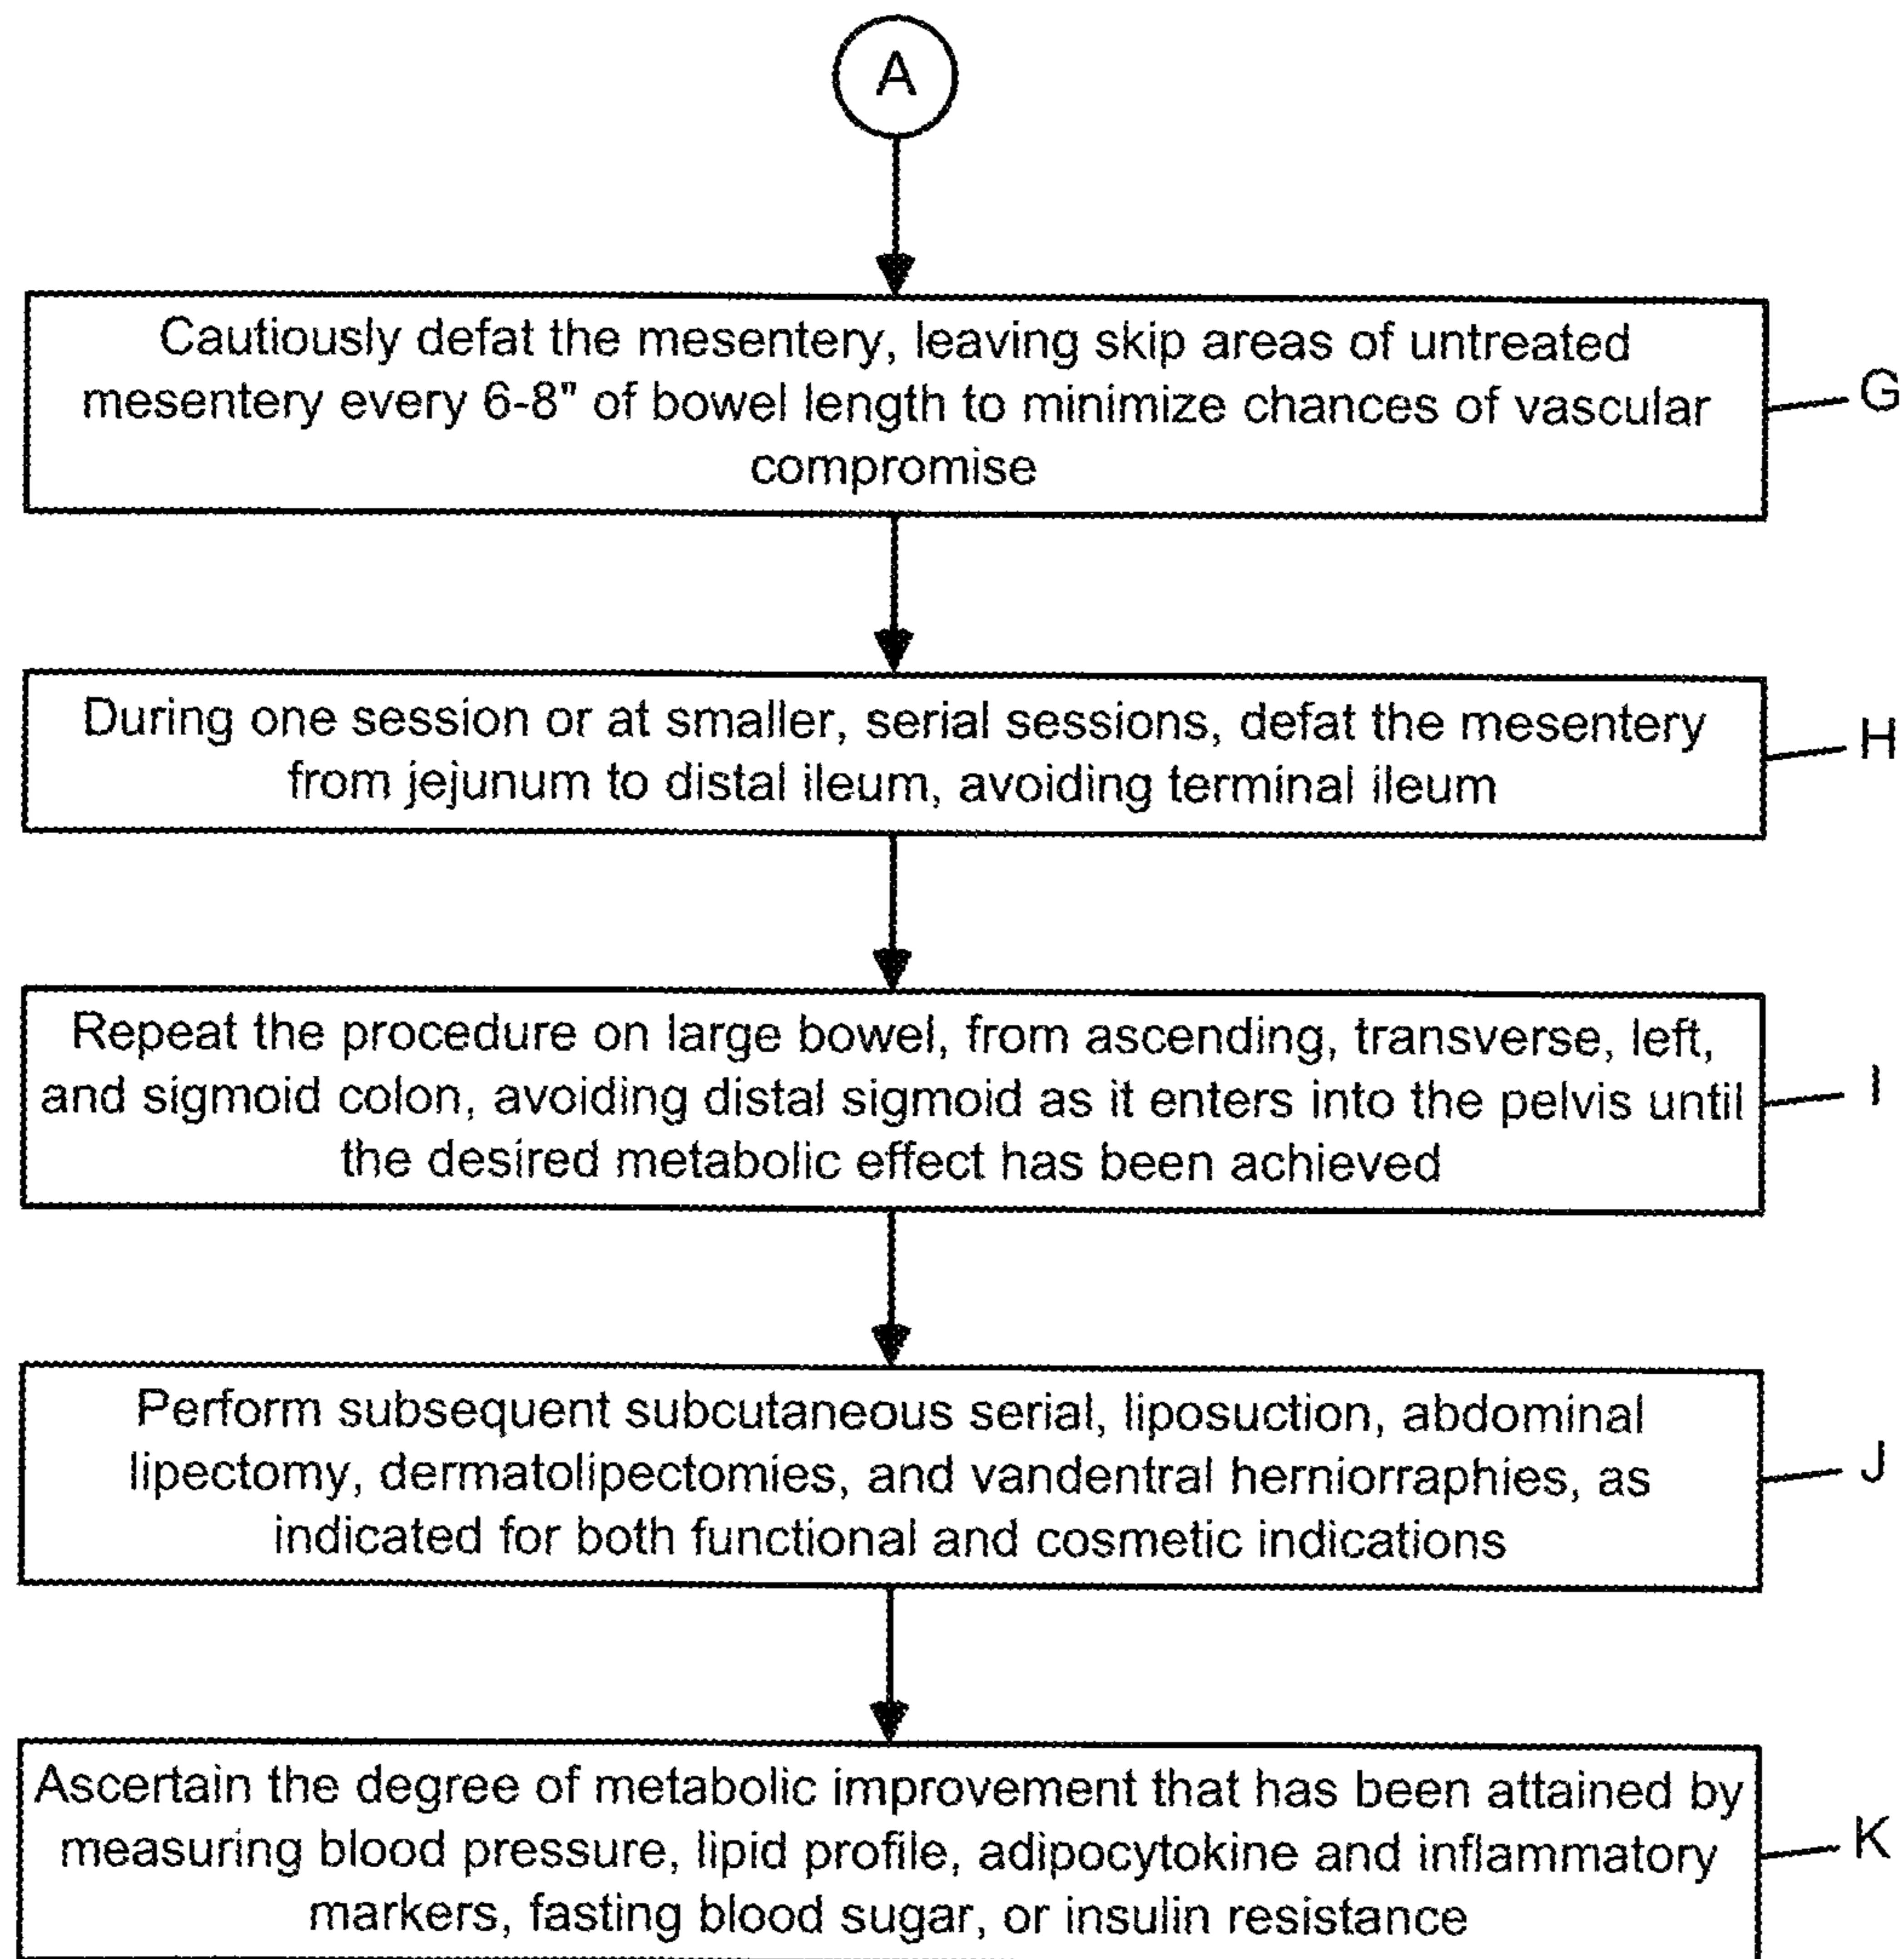 A
Cautiously defat the mesentery, leaving skip areas of untreated
mesentery every 6-8" of bowel length to minimize chances of vascular
compromise
G
During one session or at smaller, serial sessions, defat the mesentery
from jejunum to distal ileum, avoiding terminal ileum
H
Repeat the procedure on large bowel, from ascending, transverse, left,
and sigmoid colon, avoiding distal sigmoid as it enters into the pelvis until
the desired metabolic effect has been achieved
I
Perform subsequent subcutaneous serial, liposuction, abdominal
lipectomy, dermatolipectomies, and vandentral herniorraphies, as
indicated for both functional and cosmetic indications
J
Ascertain the degree of metabolic improvement that has been attained by
measuring blood pressure, lipid profile, adipocytokine and inflammatory
markers, fasting blood sugar, or insulin resistance
K